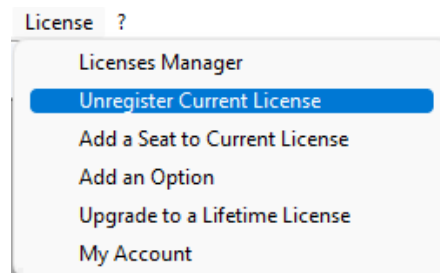 License ?
Licenses Manager
Unregister Current License
Add a Seat to Current License
Add an Option
Upgrade to a Lifetime License
My Account